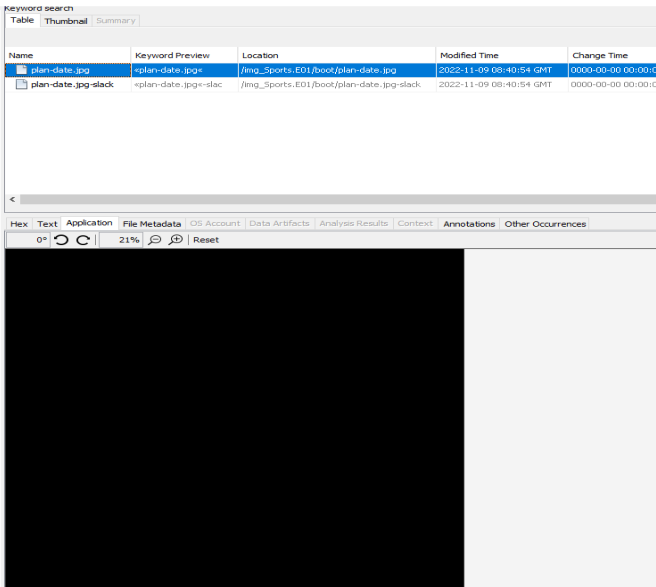 Keyword search
Table Thumbnail Summary
Name Keyword Preview Location Modified Time Change Time
plan-date.jpg «plan-date.jpg« /img_Sports.E01/boot/plan-date.jpg 2022-11-09 08:40:54 GMT 0000-00-00 00:00:0
plan-date.jpg-slack «plan-date.jpg«-slac /img_Sports.E01/boot/plan-date.jpg-slack 2022-11-09 08:40:54 GMT 0000-00-00 00:00:0
Hex Text Application File Metadata OS Account Data Artifacts Analysis Results Context Annotations Other Occurrences
0° 21% Reset